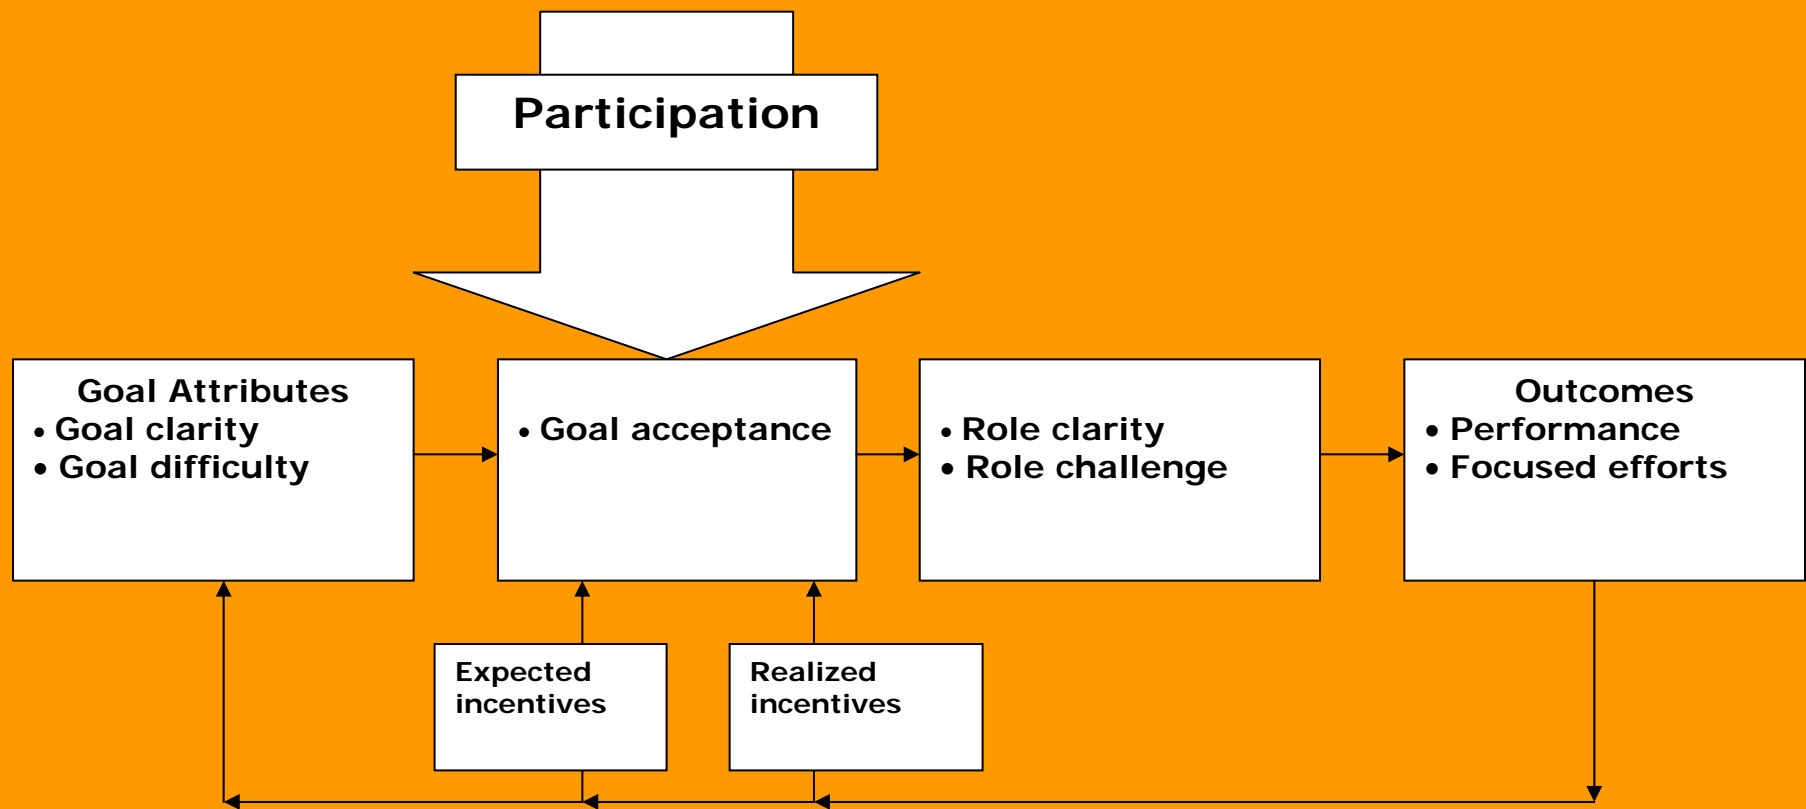 Participation
Goal Attributes
• Goal clarity
• Goal difficulty
• Goal acceptance
• Role clarity
• Role challenge
Outcomes
• Performance
• Focused efforts
Expected
incentives
Realized
incentives